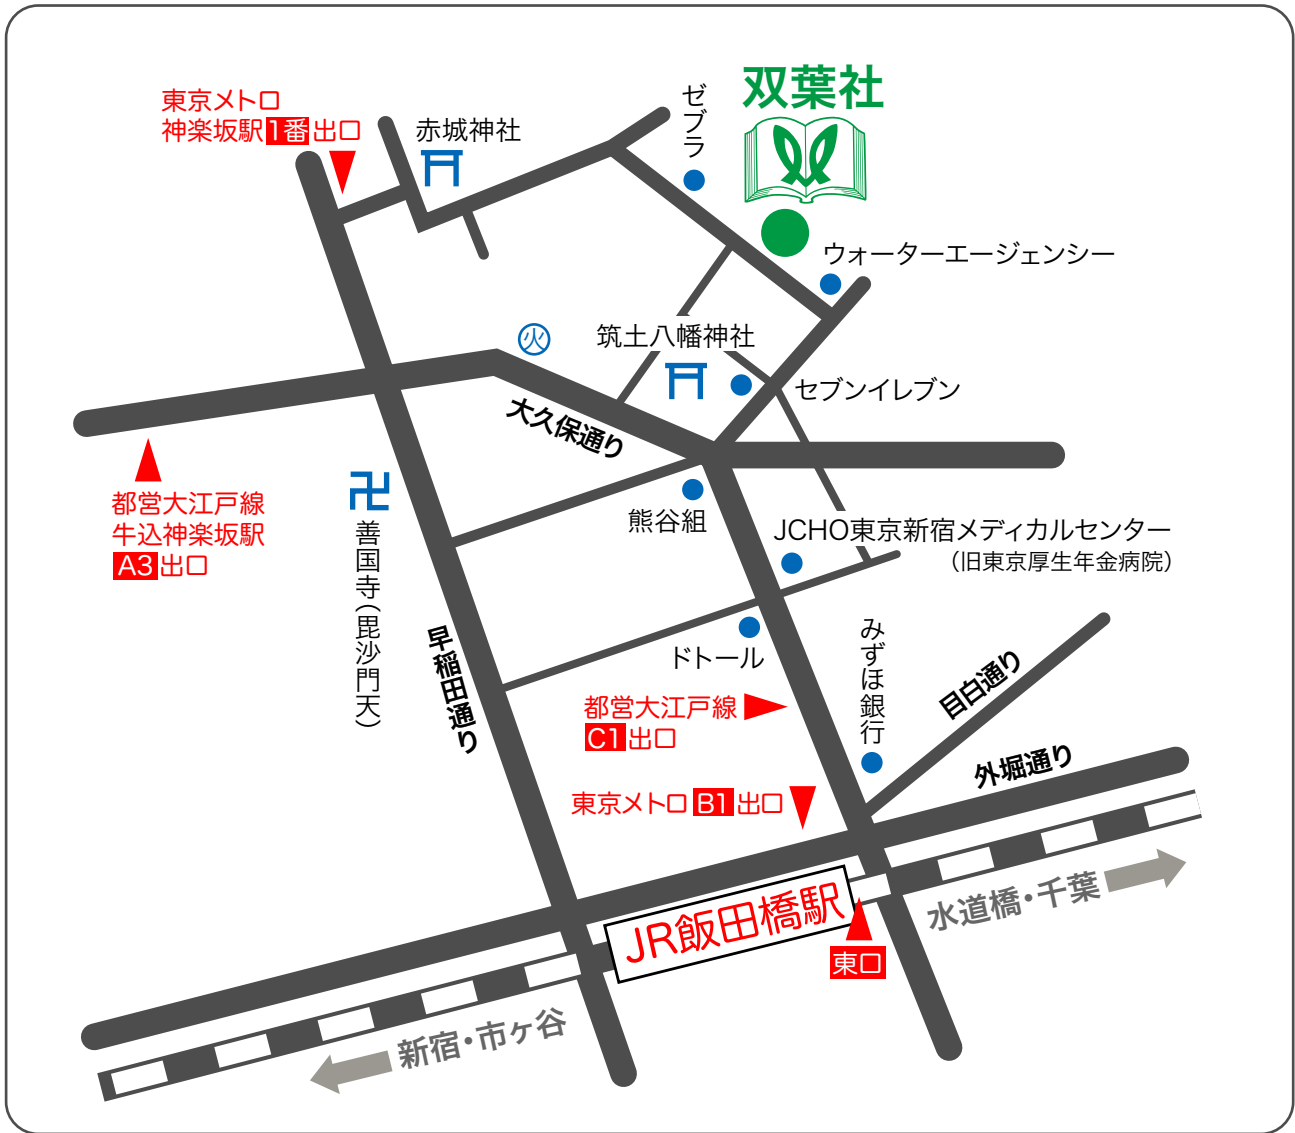 東京メトロ
神楽坂駅1番出口
赤城神社
ゼブラ
双葉社
ウォーターエージェンシー
火
筑土八幡神社
セブンイレブン
大久保通り
都営大江戸線
牛込神楽坂駅
A3出口
卍
善国寺(毘沙門天)
熊谷組
JCHO東京新宿メディカルセンター
(旧東京厚生年金病院)
早稲田通り
ドトール
みずほ銀行
目白通り
都営大江戸線
C1出口
外堀通り
東京メトロB1出口
JR飯田橋駅
水道橋・千葉
東口
新宿・市ヶ谷